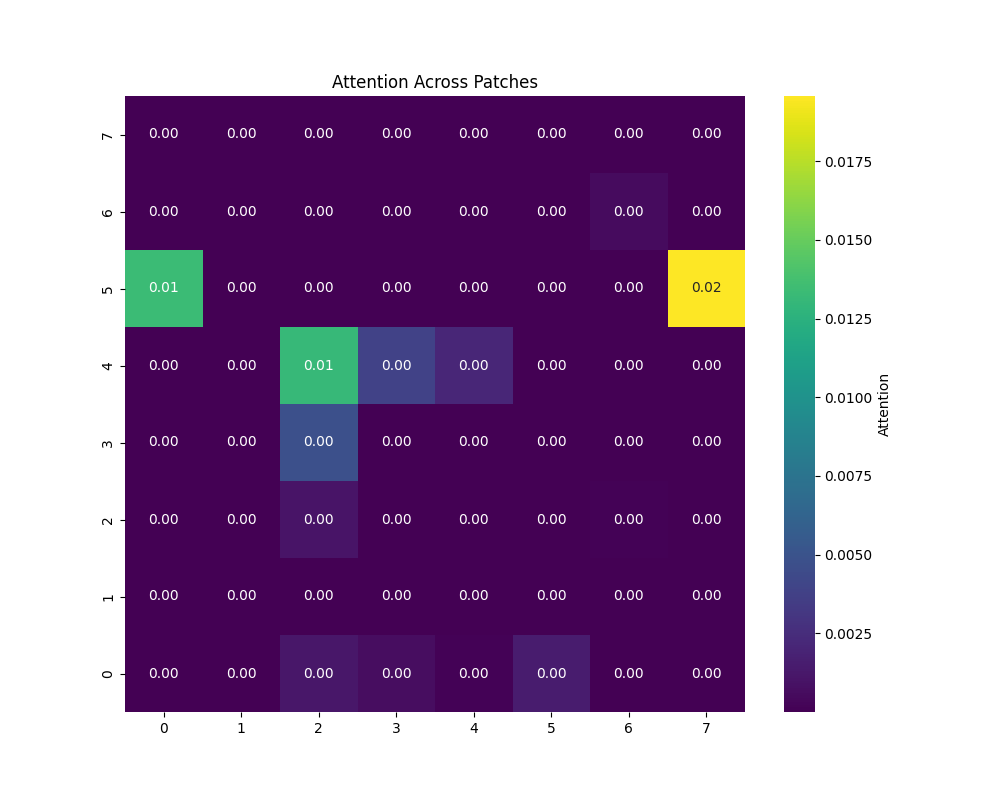 Attention Across Patches
7 0.00 0.00 0.00 0.00 0.00 0.00 0.00 0.00
6 0.00 0.00 0.00 0.00 0.00 0.00 0.00 0.00
5 0.01 0.00 0.00 0.00 0.00 0.00 0.00 0.02
4 0.00 0.00 0.01 0.00 0.00 0.00 0.00 0.00
3 0.00 0.00 0.00 0.00 0.00 0.00 0.00 0.00
2 0.00 0.00 0.00 0.00 0.00 0.00 0.00 0.00
1 0.00 0.00 0.00 0.00 0.00 0.00 0.00 0.00
0 0.00 0.00 0.00 0.00 0.00 0.00 0.00 0.00
0 1 2 3 4 5 6 7
0.0175
0.0150
0.0125
0.0100
0.0075
0.0050
0.0025
Attention